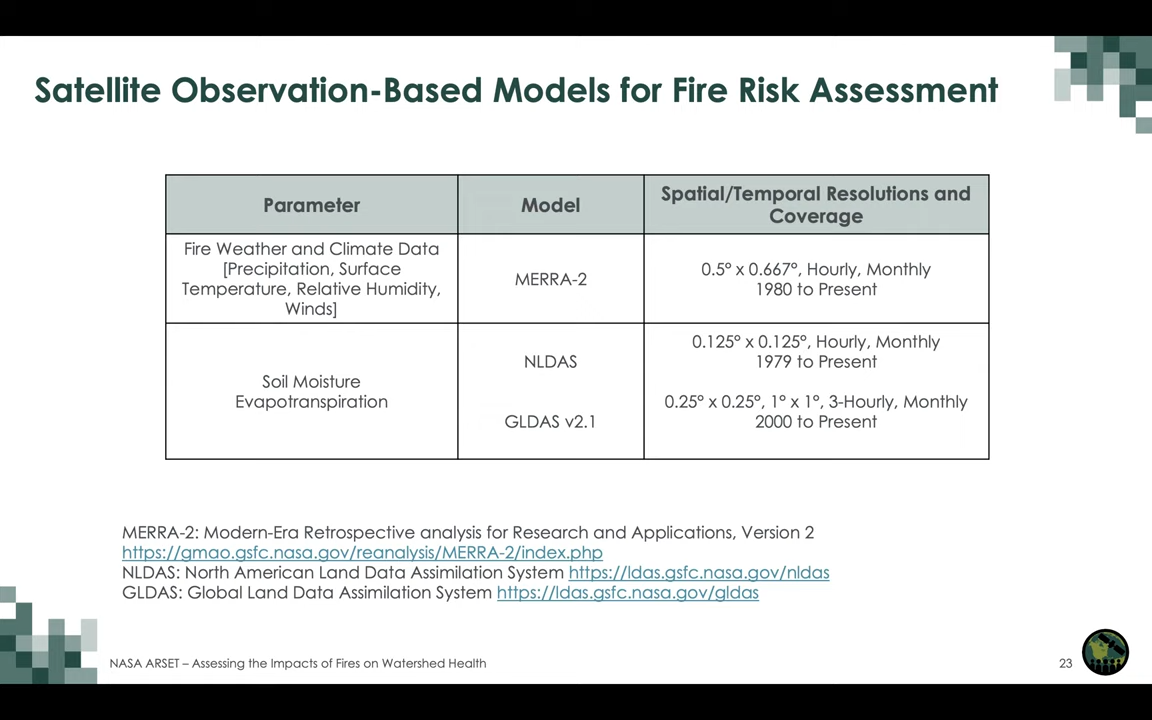 Satellite Observation-Based Models for Fire Risk Assessment
Parameter
Model
Spatial/Temporal Resolutions and
Coverage
Fire Weather and Climate Data
[Precipitation, Surface
Temperature, Relative Humidity,
Winds]
MERRA-2
0.5° x 0.667°, Hourly, Monthly
1980 to Present
Soil Moisture
Evapotranspiration
NLDAS
0.125° x 0.125°, Hourly, Monthly
1979 to Present
GLDAS v2.1
0.25° x 0.25°, 1° x 1°, 3-Hourly, Monthly
2000 to Present
MERRA-2: Modern-Era Retrospective analysis for Research and Applications, Version 2
https://gmao.gsfc.nasa.gov/reanalysis/MERRA-2/index.php
NLDAS: North American Land Data Assimilation System https://ldas.gsfc.nasa.gov/nldas
GLDAS: Global Land Data Assimilation System https://ldas.gsfc.nasa.gov/gldas
NASA ARSET – Assessing the Impacts of Fires on Watershed Health
23